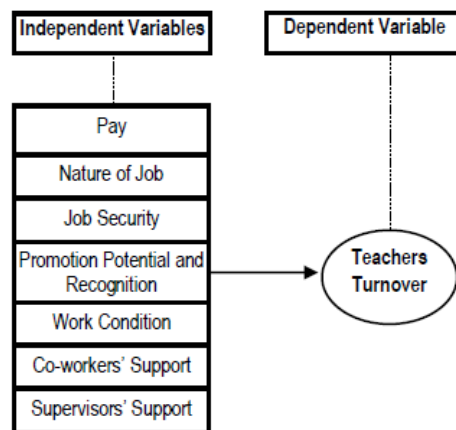 Independent Variables
Dependent Variable
Pay
Nature of Job
Job Security
Promotion Potential and
Recognition
Work Condition
Co-workers' Support
Supervisors' Support
Teachers
Turnover